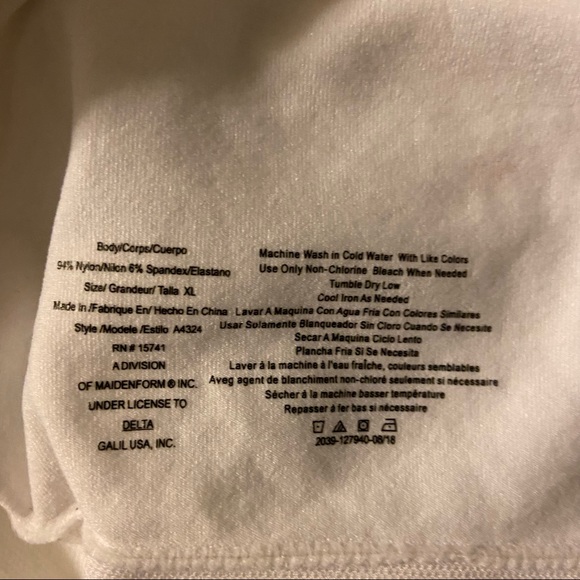 Body/Corps/Cuerpo
94% Nylon/Nilon 6% Spandex/Elastano
Size/ Grandeur/ Talla XL
Made in /Fabrique En/ Hecho En China
Style /Modele /Estilo A4324
RN # 15741
A DIVISION
OF MAIDENFORM ® INC.
UNDER LICENSE TO
DELTA
GALIL USA, INC.
Machine Wash in Cold Water With Like Colors
Use Only Non-Chlorine Bleach When Needed
Tumble Dry Low
Cool Iron As Needed
Lavar A Maquina Con Agua Fria Con Colores Similares
Usar Solamente Blanqueador Sin Cloro Cuando Se Necesite
Secar A Maquina Ciclo Lento
Plancha Fria Si Se Necesita
Laver à la machine à l'eau fraîche, couleurs semblables
Aveg agent de blanchiment non-chloré seulement si nécessaire
Sécher à la machine basser température
Repasser à fer bas si nécessaire
2039-127940-08/18